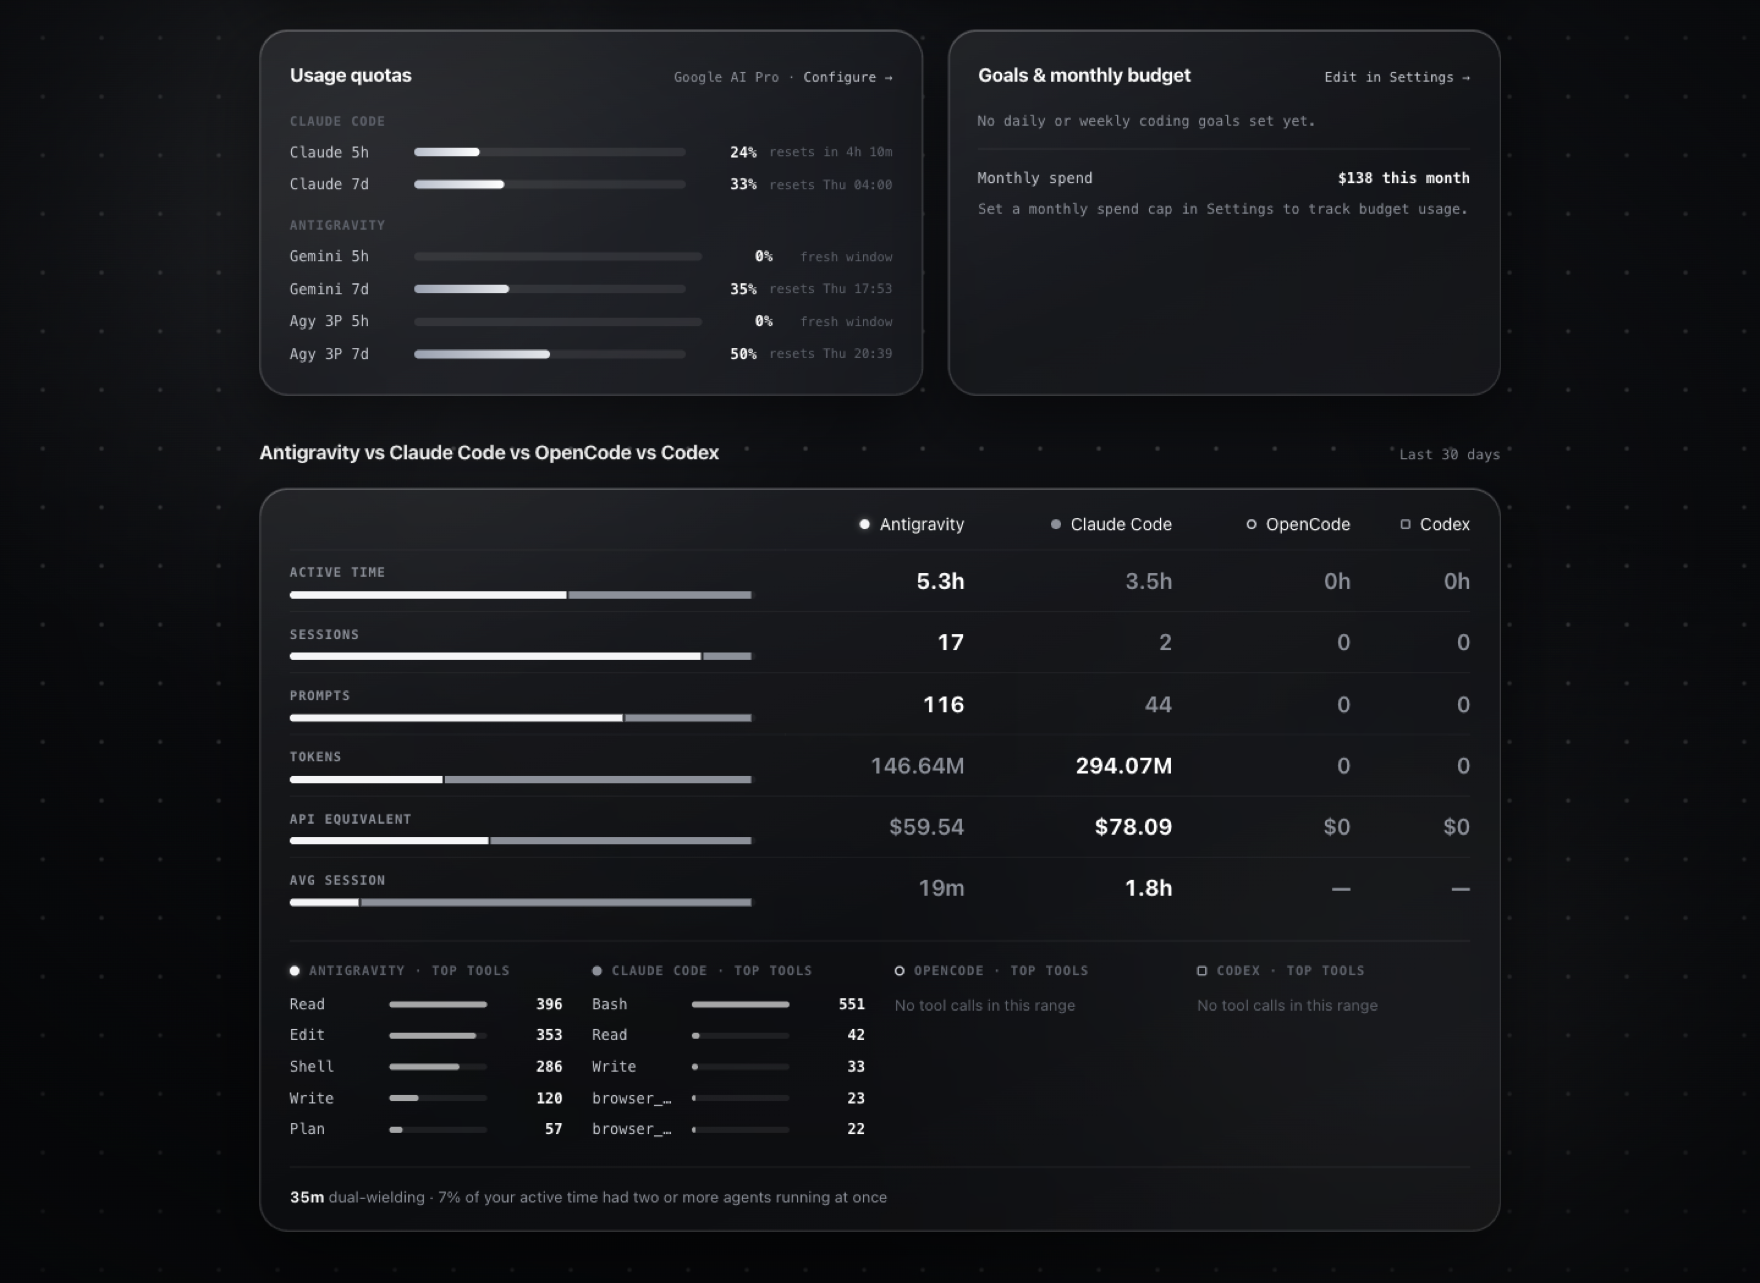 Usage quotas
Google AI Pro · Configure →
CLAUDE CODE
Claude 5h 24% resets in 4h 10m
Claude 7d 33% resets Thu 04:00
ANTIGRAVITY
Gemini 5h 0% fresh window
Gemini 7d 35% resets Thu 17:53
Agy 3P 5h 0% fresh window
Agy 3P 7d 50% resets Thu 20:39
Goals & monthly budget
Edit in Settings →
No daily or weekly coding goals set yet.
Monthly spend $138 this month
Set a monthly spend cap in Settings to track budget usage.
Antigravity vs Claude Code vs OpenCode vs Codex
Last 30 days
Antigravity Claude Code OpenCode Codex
ACTIVE TIME 5.3h 3.5h 0h 0h
SESSIONS 17 2 0 0
PROMPTS 116 44 0 0
TOKENS 146.64M 294.07M 0 0
API EQUIVALENT $59.54 $78.09 $0 $0
AVG SESSION 19m 1.8h — —
ANTIGRAVITY · TOP TOOLS
Read 396
Edit 353
Shell 286
Write 120
Plan 57
CLAUDE CODE · TOP TOOLS
Bash 551
Read 42
Write 33
browser_… 23
browser_… 22
OPENCODE · TOP TOOLS
No tool calls in this range
CODEX · TOP TOOLS
No tool calls in this range
35m dual-wielding · 7% of your active time had two or more agents running at once